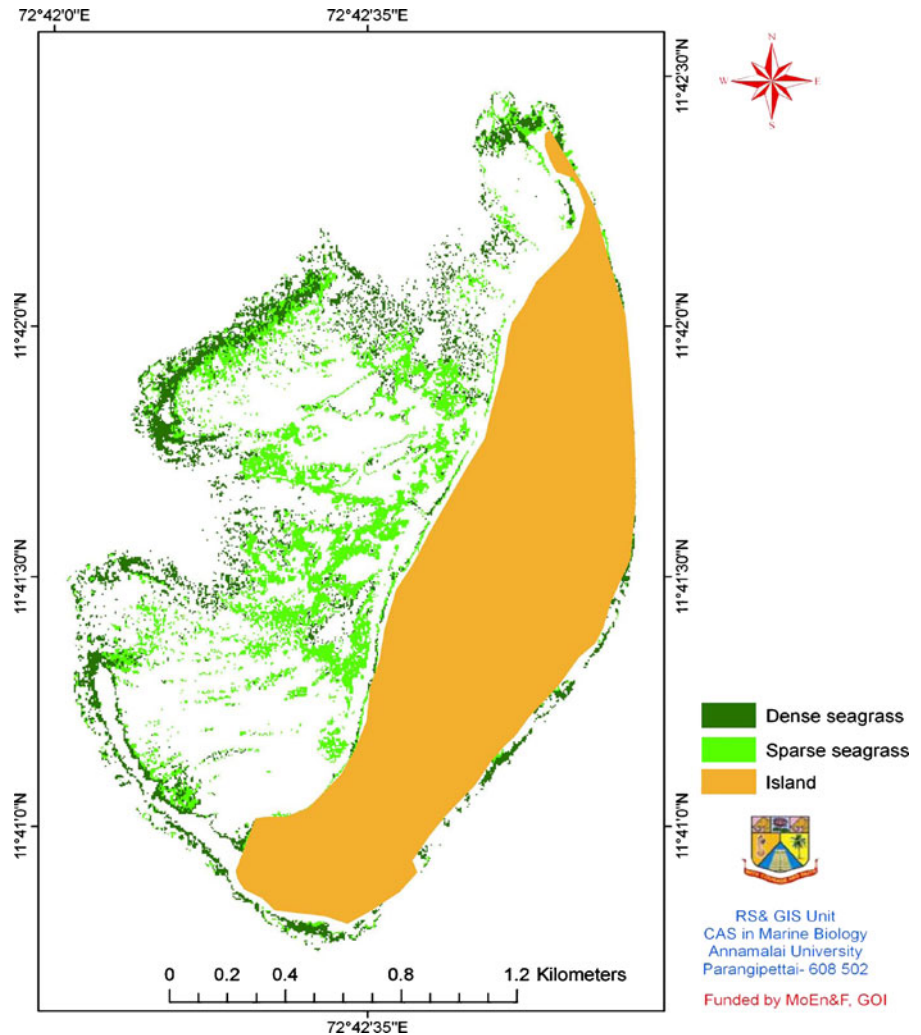 72°42'0"E
72°42'35"E
N
W
E
S
11°42'30"N
11°42'0"N
11°42'0"N
11°41'30"N
11°41'30"N
11°41'0"N
11°41'0"N
Dense seagrass
Sparse seagrass
Island
RS& GIS Unit
CAS in Marine Biology
Annamalai University
Parangipettai- 608 502
Funded by MoEn&F, GOI
0 0.2 0.4 0.8 1.2 Kilometers
72°42'35"E